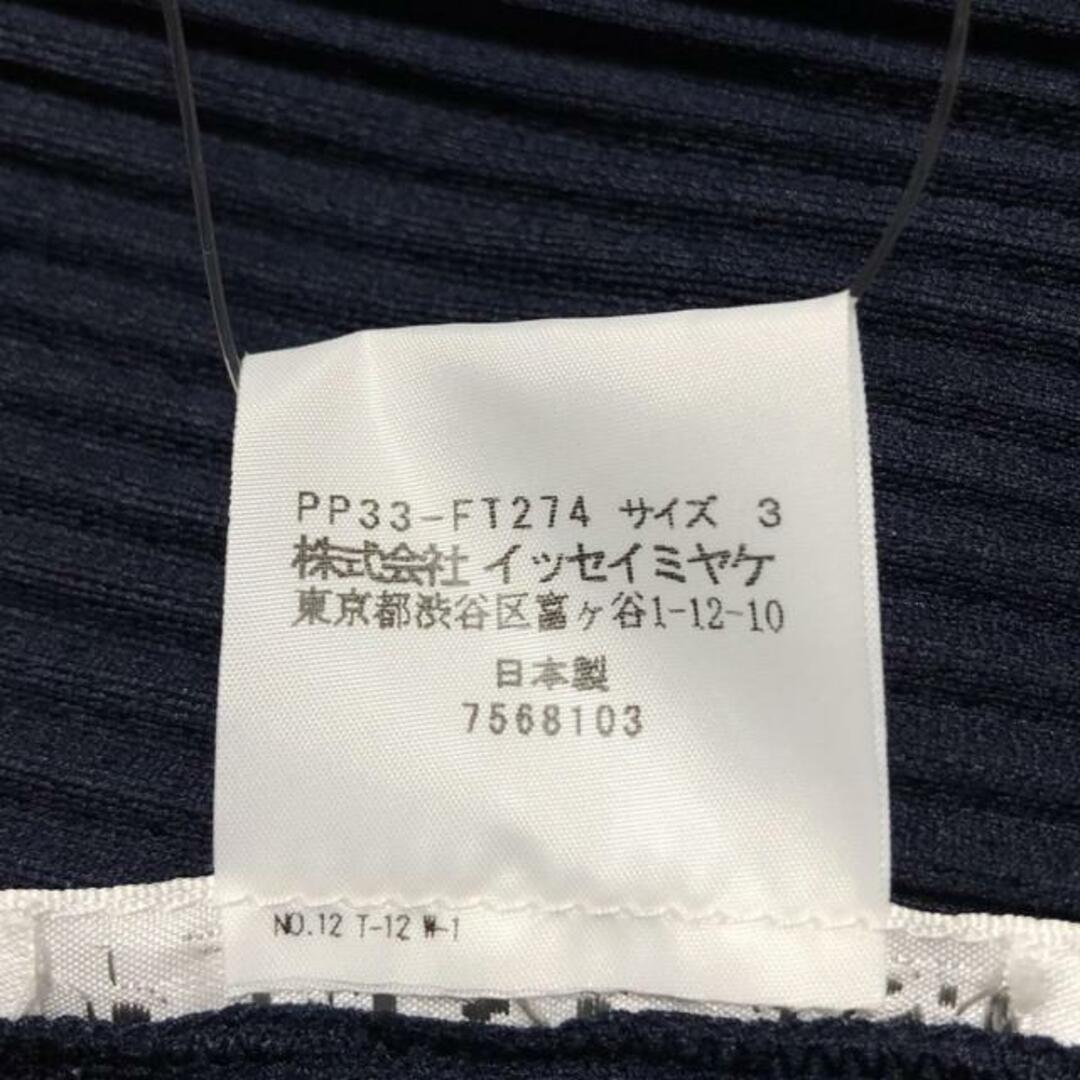 PP33-FT274 サイズ 3
株式会社 イッセイミヤケ
東京都渋谷区富ヶ谷1-12-10
日本製
7568103
NO.12 T-12 W-1